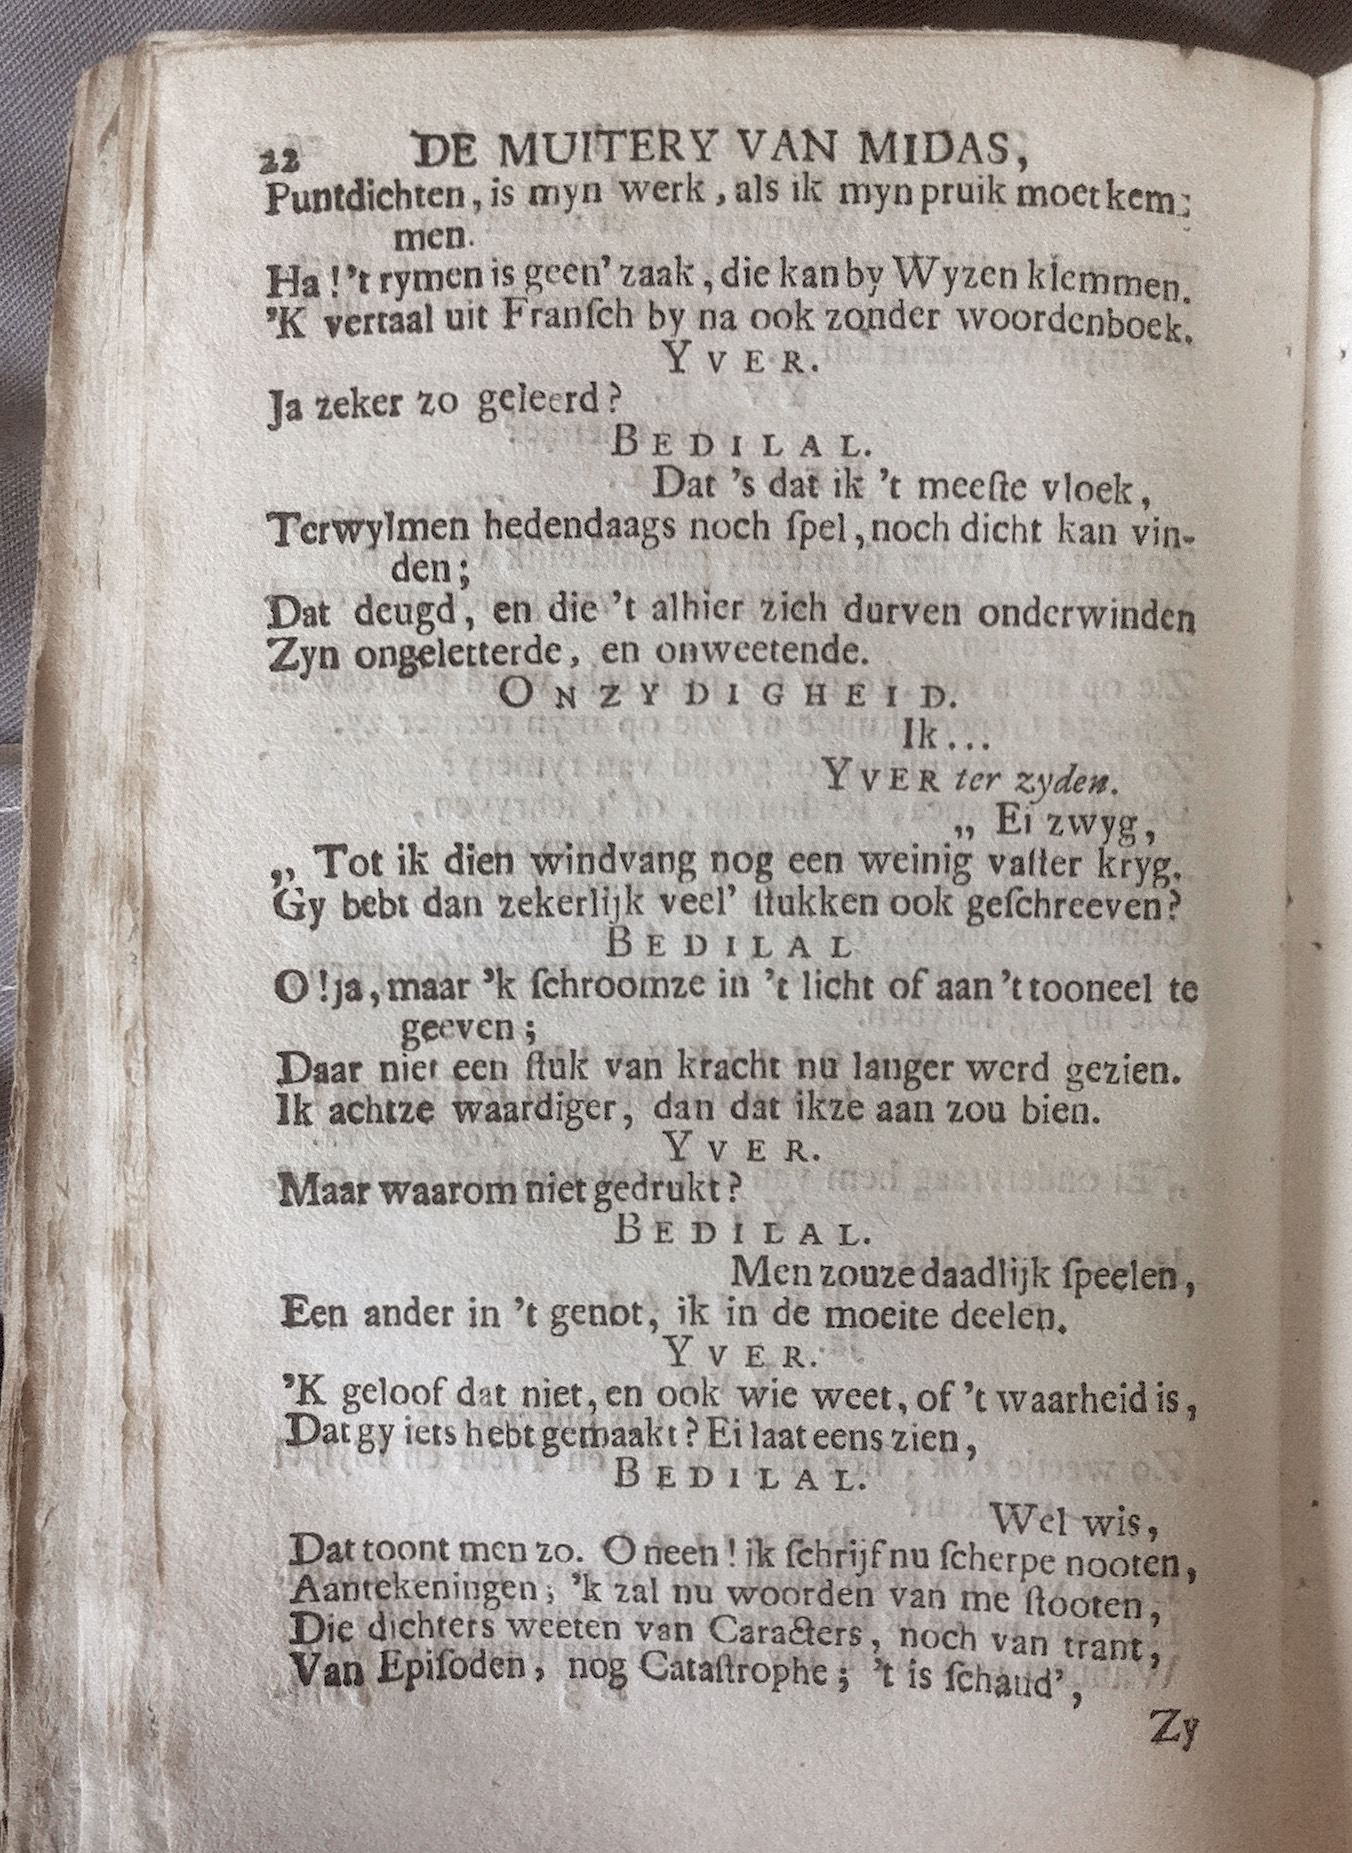 22 DE MUITERY VAN MIDAS,
Puntdichten, is myn werk, als ik myn pruik moet kem-
men.
Ha! 't rymen is geen' zaak, die kan by Wyzen klemmen.
'K vertaal uit Franſch by na ook zonder woordenboek.
YVER.
Ja zeker zo geleerd?
BEDILAL.
Dat 's dat ik 't meeſte vloek,
Terwylmen hedendaags noch ſpel, noch dicht kan vin-
den;
Dat deugd, en die 't alhier zich durven onderwinden
Zyn ongeletterde, en onweetende.
ONZYDIGHEID.
Ik...
YVER ter zyden.
„ Ei zwyg,
„ Tot ik dien windvang nog een weinig vaſter kryg.
Gy bebt dan zekerlijk veel' ſtukken ook geſchreeven?
BEDILAL
O! ja, maar 'k ſchroomze in 't licht of aan 't tooneel te
geeven;
Daar niet een ſtuk van kracht nu langer werd gezien.
Ik achtze waardiger, dan dat ikze aan zou bien.
YVER.
Maar waarom niet gedrukt?
BEDILAL.
Men zouze daadlijk ſpeelen,
Een ander in 't genot, ik in de moeite deelen.
YVER.
'K geloof dat niet, en ook wie weet, of 't waarheid is,
Dat gy iets hebt gemaakt? Ei laat eens zien,
BEDILAL.
Wel wis,
Dat toont men zo. O neen! ik ſchrijf nu ſcherpe nooten,
Aantekeningen; 'k zal nu woorden van me ſtooten,
Die dichters weeten van Caracters, noch van trant,
Van Epiſoden, nog Cataſtrophe; 't is ſchand',
Zy